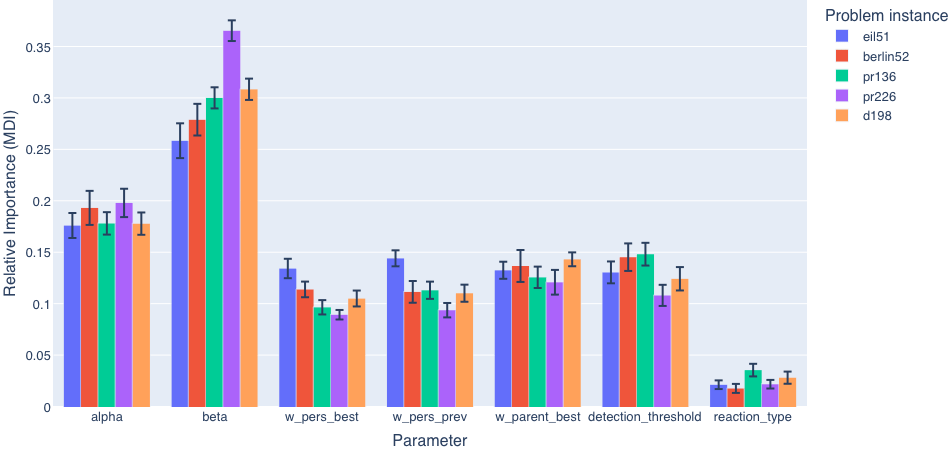 Problem instance
eil51
berlin52
pr136
pr226
d198
Relative Importance (MDI)
0.35
0.3
0.25
0.2
0.15
0.1
0.05
0
alpha beta w_pers_best w_pers_prev w_parent_best detection_threshold reaction_type
Parameter